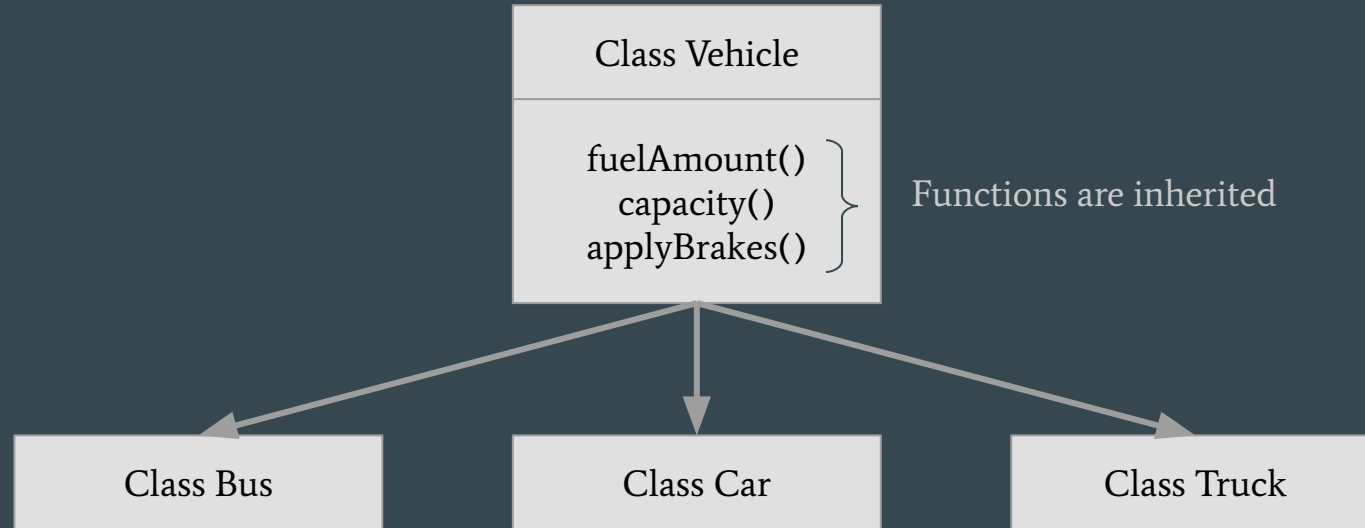 Class Vehicle
fuelAmount()
capacity()
applyBrakes()
Functions are inherited
Class Bus
Class Car
Class Truck